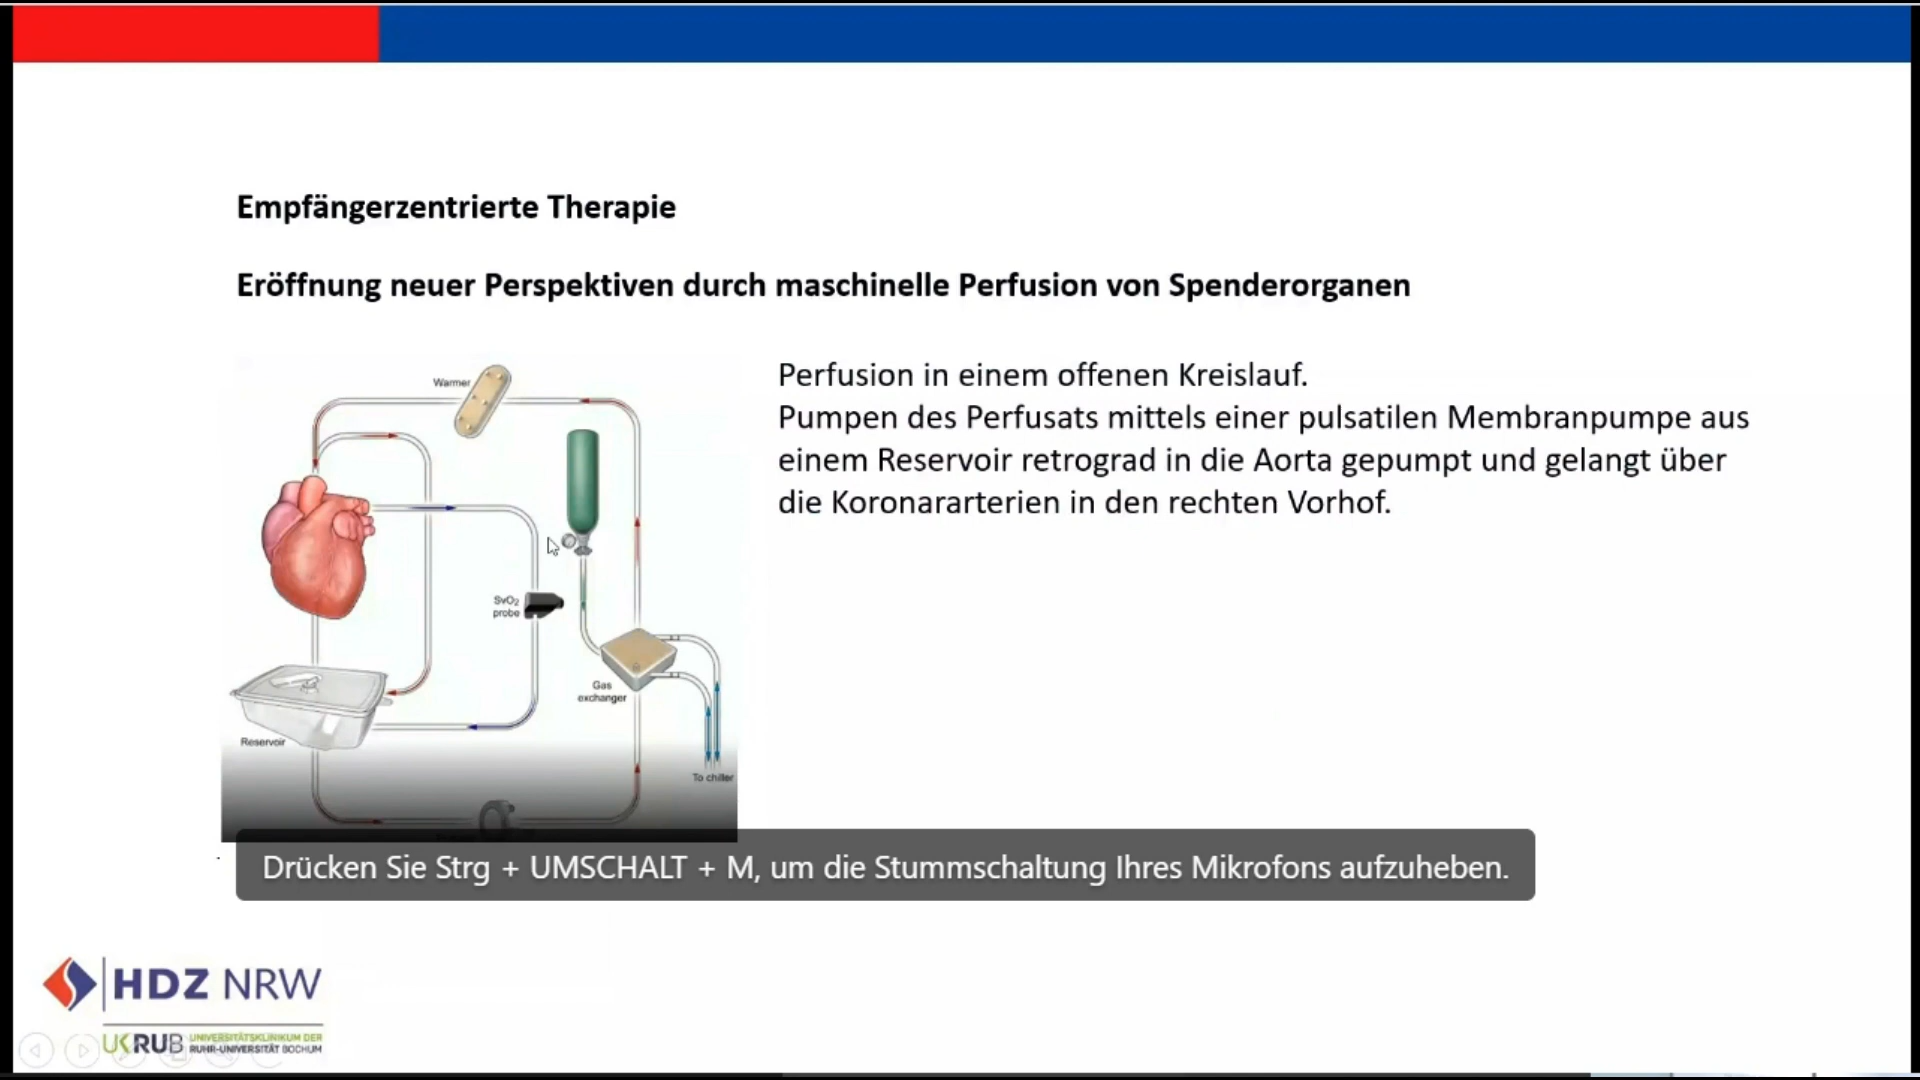 Empfängerzentrierte Therapie
Eröffnung neuer Perspektiven durch maschinelle Perfusion von Spenderorganen
Perfusion in einem offenen Kreislauf.
Pumpen des Perfusats mittels einer pulsatilen Membranpumpe aus
einem Reservoir retrograd in die Aorta gepumpt und gelangt über
die Koronararterien in den rechten Vorhof.
Warmer
SvO₂
probe
Gas
exchanger
Reservoir
To chiller
Drücken Sie Strg + UMSCHALT + M, um die Stummschaltung Ihres Mikrofons aufzuheben.
HDZ NRW
UKRUB UNIVERSITÄTSKLINIKUM DER
RUHR-UNIVERSITÄT BOCHUM